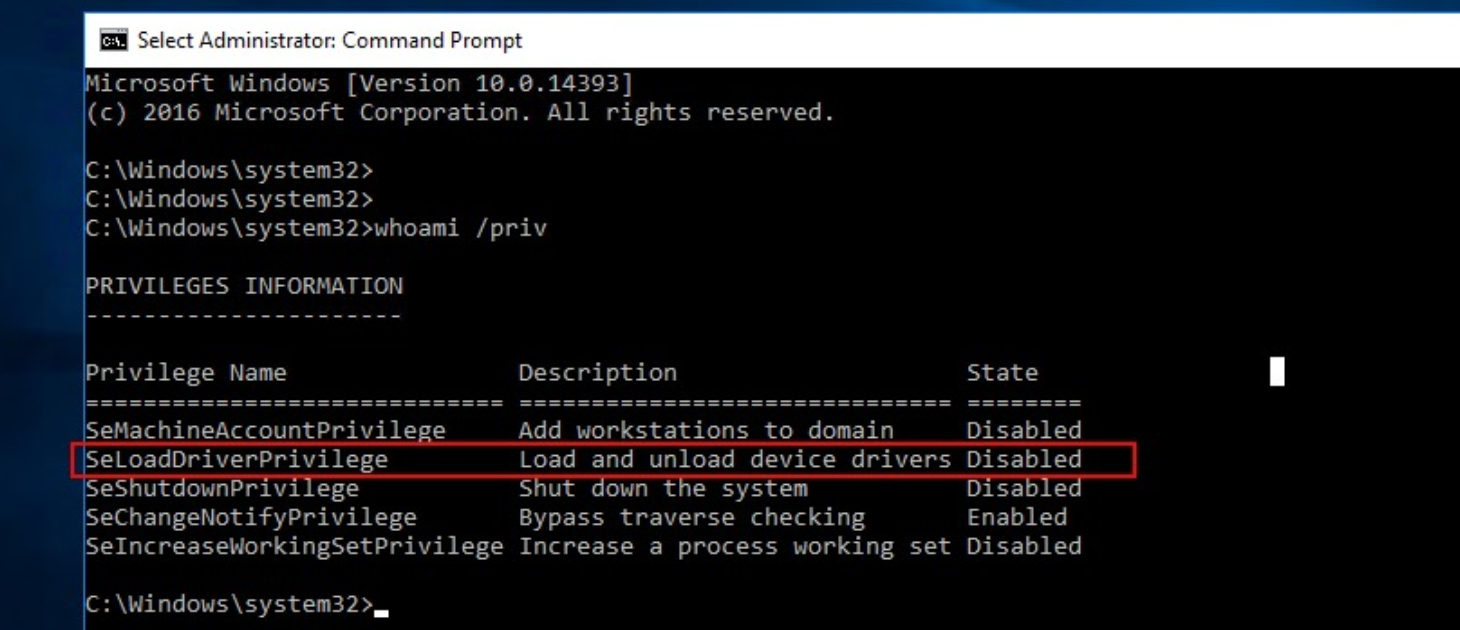 C:\. Select Administrator: Command Prompt
Microsoft Windows [Version 10.0.14393]
(c) 2016 Microsoft Corporation. All rights reserved.
C:\Windows\system32>
C:\Windows\system32>
C:\Windows\system32>whoami /priv
PRIVILEGES INFORMATION
----------------------
Privilege Name                Description                    State
============================= ============================== ========
SeMachineAccountPrivilege     Add workstations to domain     Disabled
SeLoadDriverPrivilege         Load and unload device drivers Disabled
SeShutdownPrivilege           Shut down the system           Disabled
SeChangeNotifyPrivilege       Bypass traverse checking       Enabled
SeIncreaseWorkingSetPrivilege Increase a process working set Disabled
C:\Windows\system32>